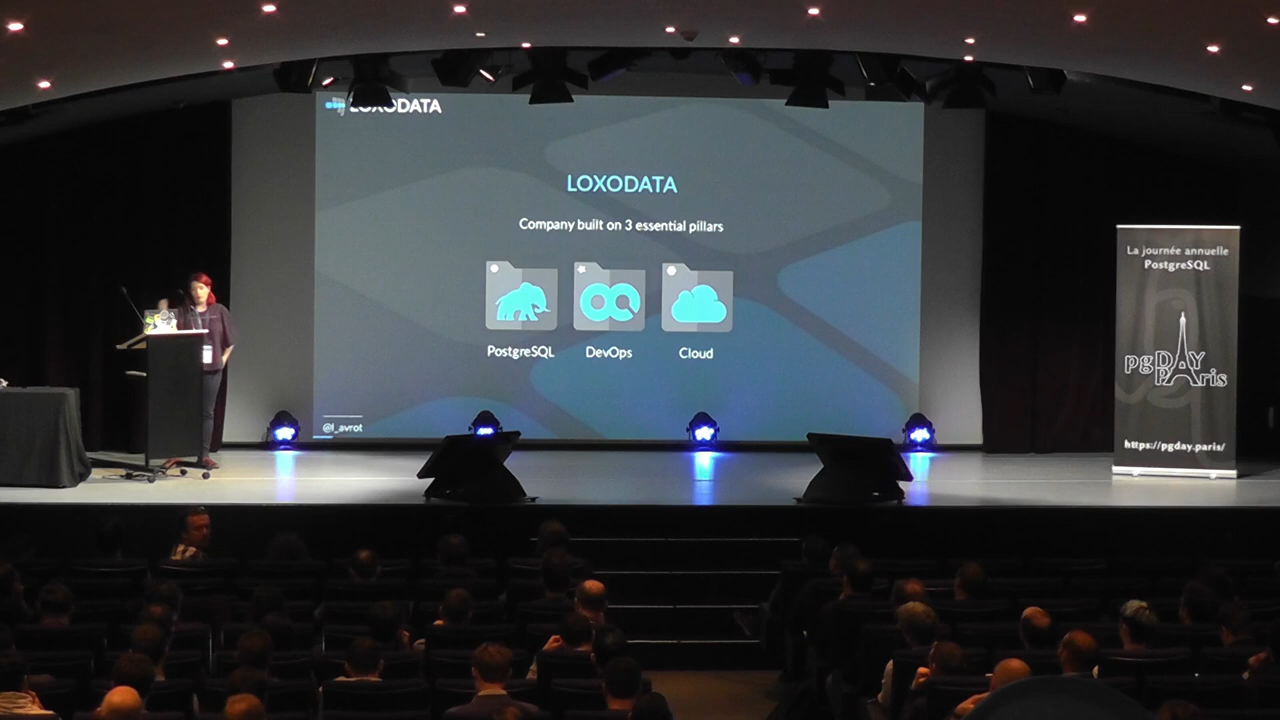 LOXODATA
LOXODATA
Company built on 3 essential pillars
PostgreSQL
DevOps
Cloud
@l_avrot
La journée annuelle
PostgreSQL
pgDAY
PAris
https://pgday.paris/